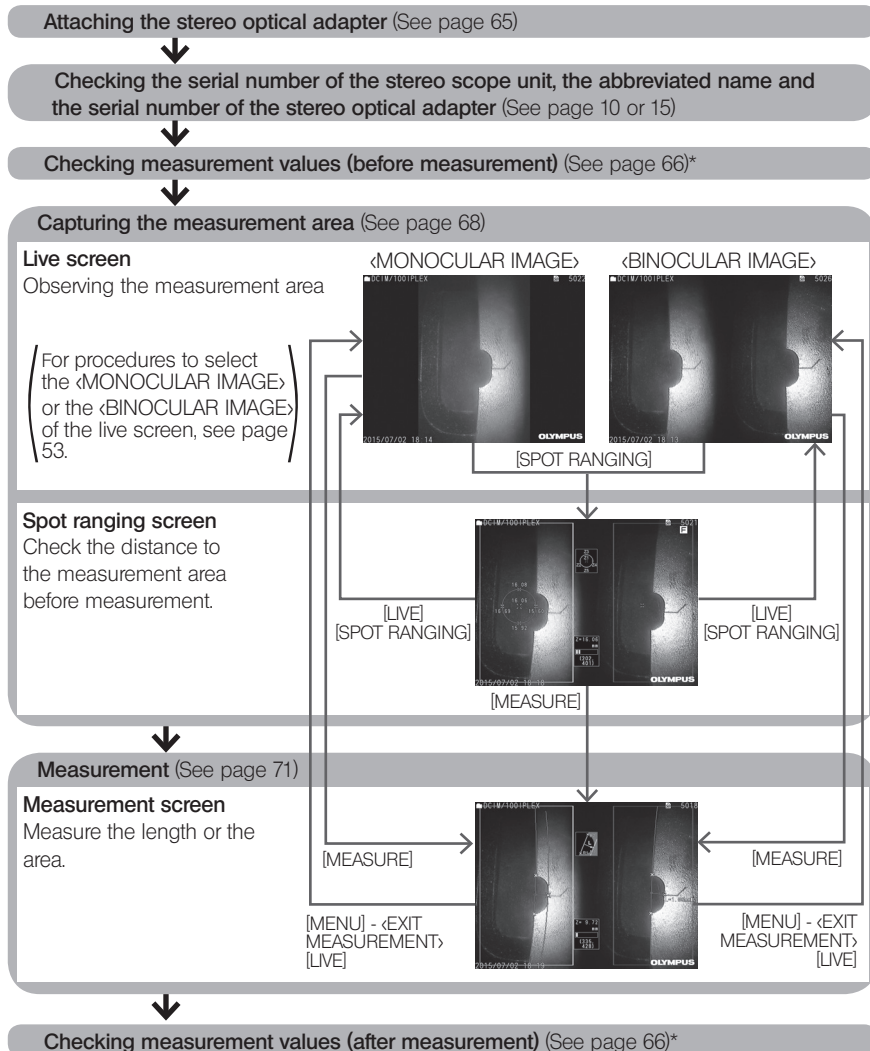 Attaching the stereo optical adapter (See page 65)
Checking the serial number of the stereo scope unit, the abbreviated name and
the serial number of the stereo optical adapter (See page 10 or 15)
Checking measurement values (before measurement) (See page 66)*
Capturing the measurement area (See page 68)
Live screen
Observing the measurement area
For procedures to select
the ‹MONOCULAR IMAGE›
or the ‹BINOCULAR IMAGE›
of the live screen, see page
53.
‹MONOCULAR IMAGE›
DCIM/100IPLEX 5022
2015/07/02 18:14 OLYMPUS
‹BINOCULAR IMAGE›
DCIM/100IPLEX 5026
2015/07/02 18:13 OLYMPUS
[SPOT RANGING]
Spot ranging screen
Check the distance to
the measurement area
before measurement.
DCIM/100IPLEX 5021
F
16.06
Z=16.06
mm
2015/07/02 OLYMPUS
[LIVE]
[SPOT RANGING]
[LIVE]
[SPOT RANGING]
[MEASURE]
Measurement (See page 71)
Measurement screen
Measure the length or the
area.
DCIM/100IPLEX 5018
mm
2015/07/02 OLYMPUS
[MEASURE]
[MEASURE]
[MENU] - ‹EXIT
MEASUREMENT›
[LIVE]
[MENU] - ‹EXIT
MEASUREMENT›
[LIVE]
Checking measurement values (after measurement) (See page 66)*